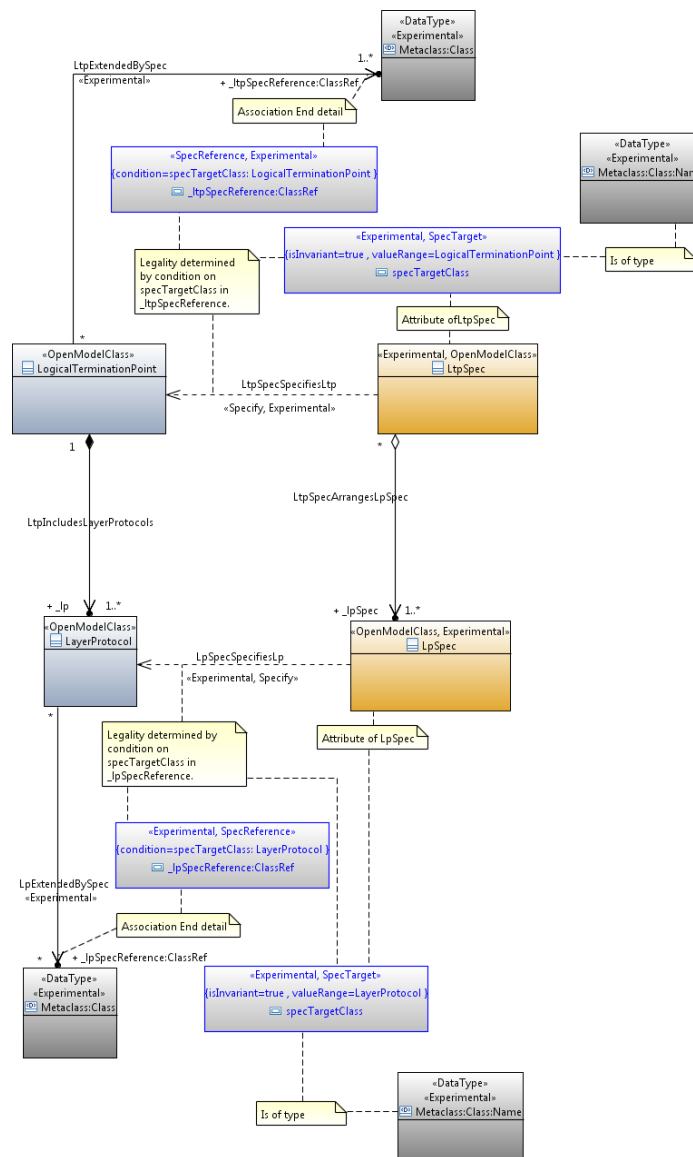 «DataType»
«Experimental»
Metaclass:Class
LtpExtendedBySpec
«Experimental»
1..*
+ _ltpSpecReference:ClassRef
Association End detail
«SpecReference, Experimental»
{condition=specTargetClass: LogicalTerminationPoint }
_ltpSpecReference:ClassRef
«DataType»
«Experimental»
Metaclass:Class:Nam
«Experimental, SpecTarget»
{isInvariant=true , valueRange=LogicalTerminationPoint }
specTargetClass
Is of type
Legality determined
by condition on
specTargetClass in
_ltpSpecReference.
Attribute ofLtpSpec
*
«OpenModelClass»
LogicalTerminationPoint
«Experimental, OpenModelClass»
LtpSpec
LtpSpecSpecifiesLtp
«Specify, Experimental»
1
*
LtpSpecArrangesLpSpec
LtpIncludesLayerProtocols
+ _lp
1..*
+ _lpSpec
1..*
«OpenModelClass»
LayerProtocol
«OpenModelClass, Experimental»
LpSpec
LpSpecSpecifiesLp
«Experimental, Specify»
*
Legality determined by
condition on
specTargetClass in
_lpSpecReference.
Attribute of LpSpec
«Experimental, SpecReference»
{condition=specTargetClass: LayerProtocol }
_lpSpecReference:ClassRef
LpExtendedBySpec
«Experimental»
Association End detail
*
+ _lpSpecReference:ClassRef
«DataType»
«Experimental»
Metaclass:Class
«Experimental, SpecTarget»
{isInvariant=true , valueRange=LayerProtocol }
specTargetClass
Is of type
«DataType»
«Experimental»
Metaclass:Class:Name